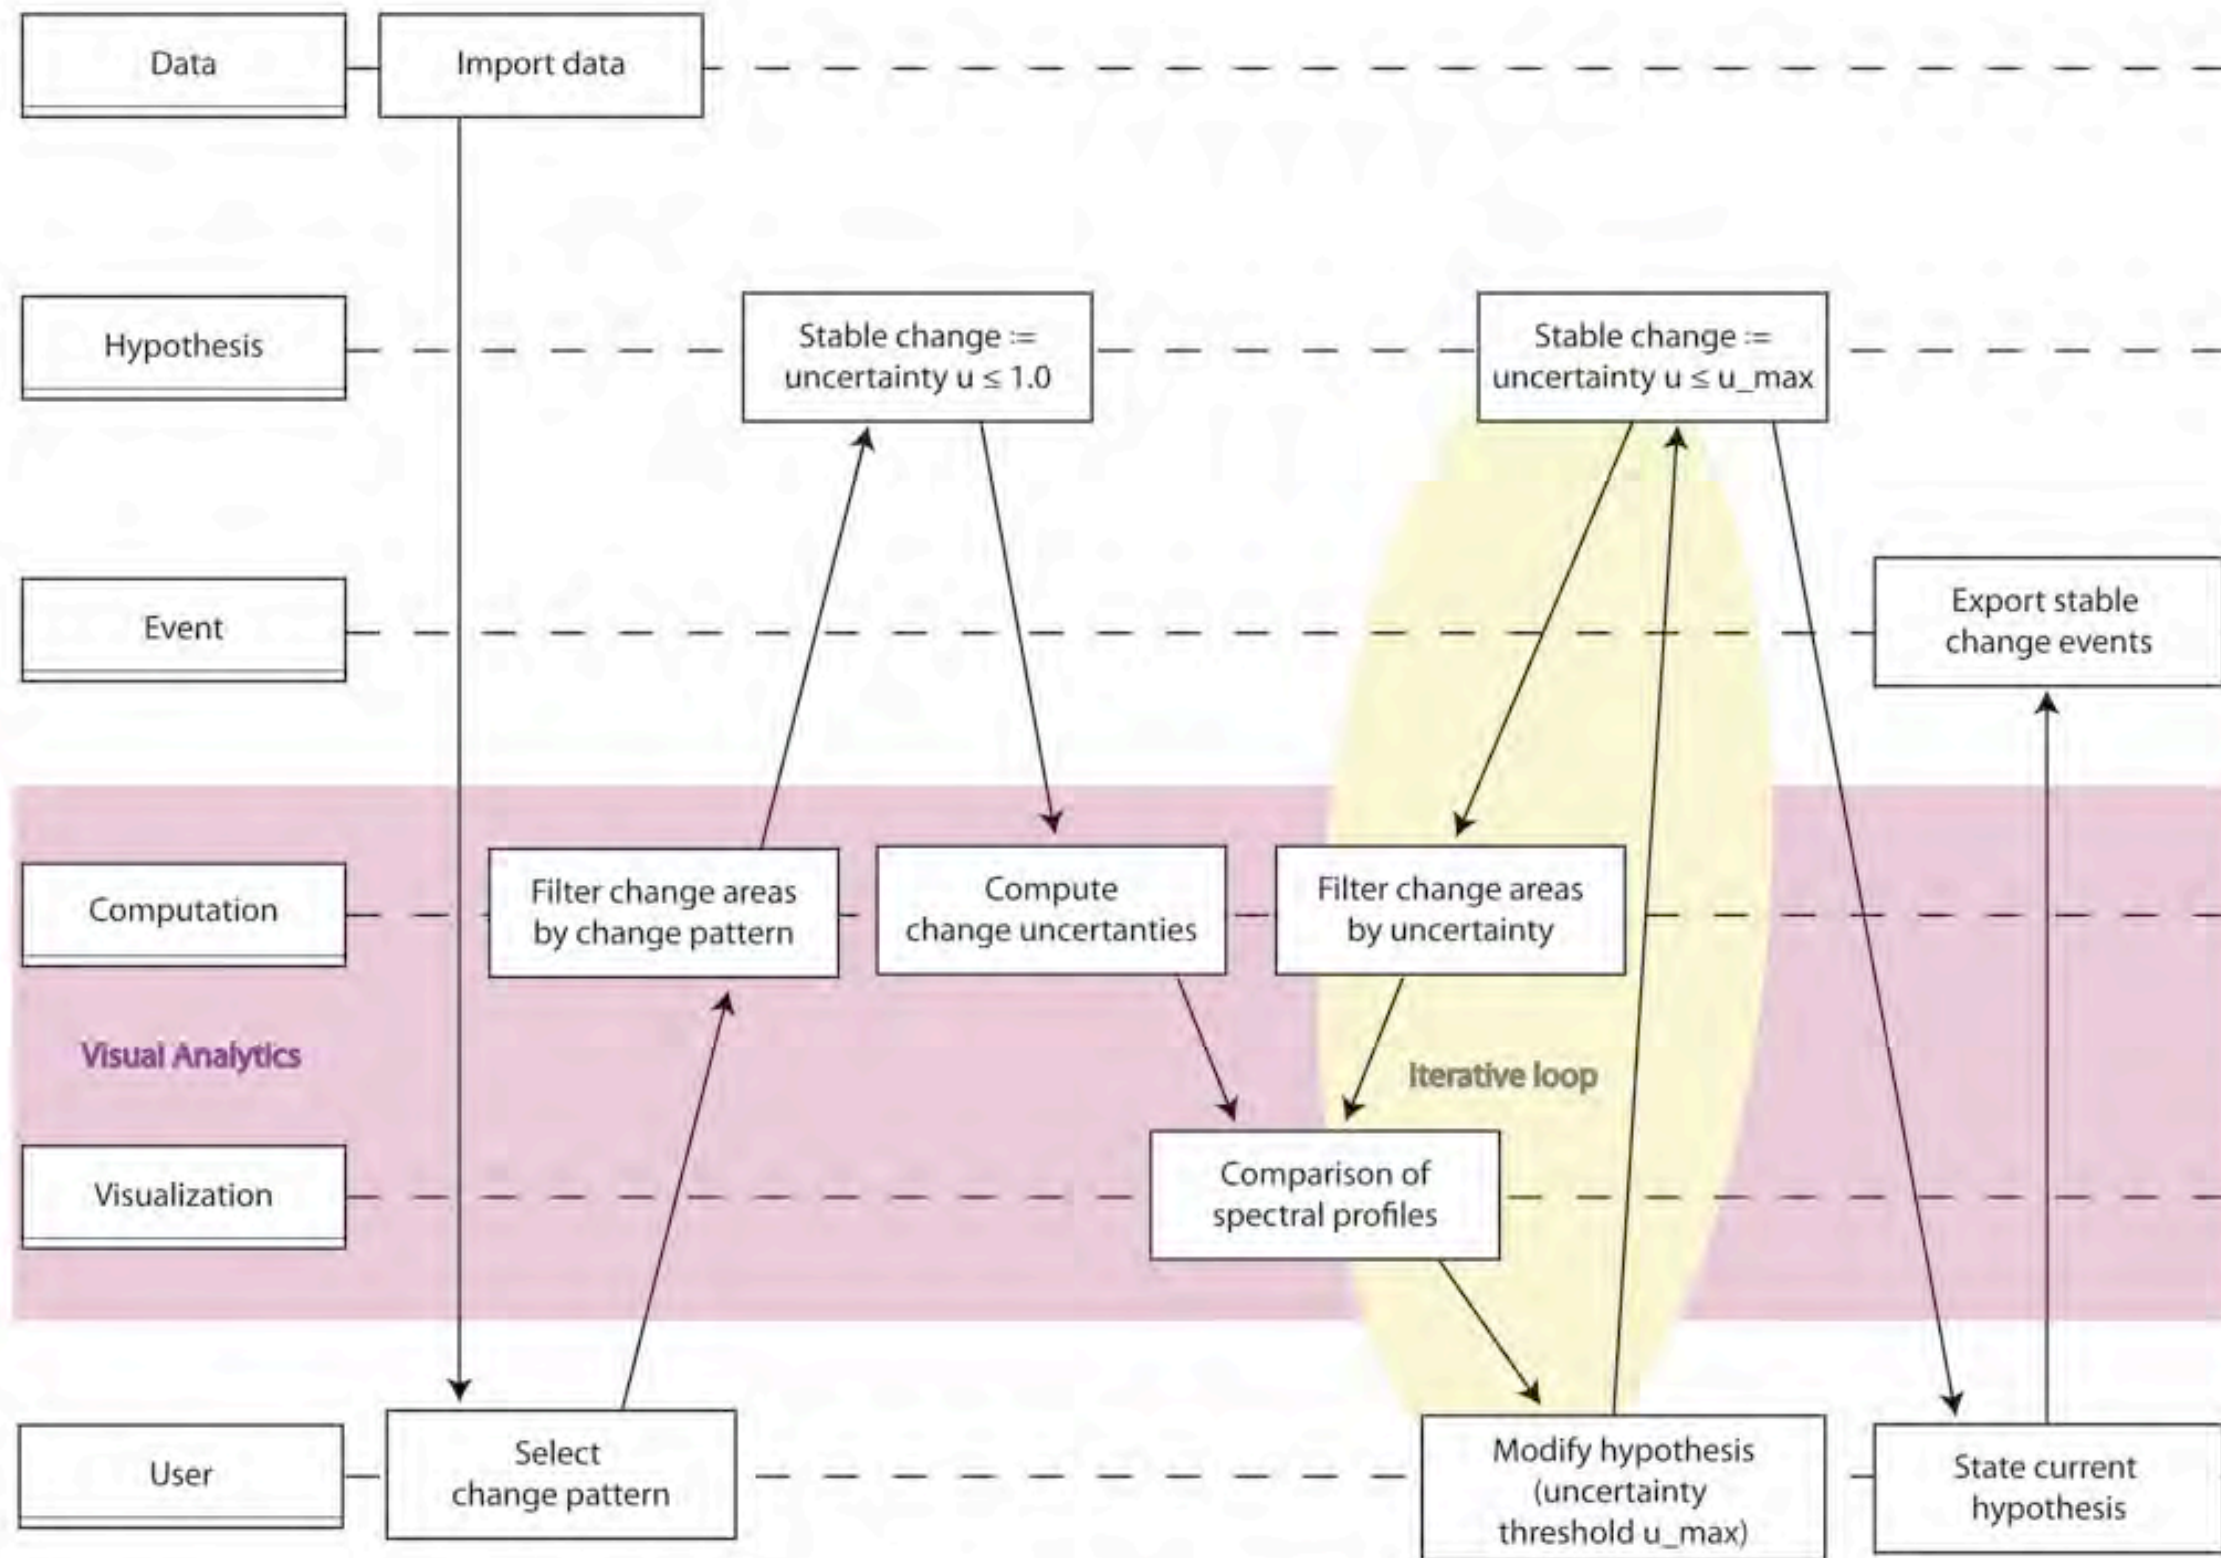 Data
Import data
Hypothesis
Stable change :=
uncertainty u ≤ 1.0
Stable change :=
uncertainty u ≤ u_max
Event
Export stable
change events
Computation
Filter change areas
by change pattern
Compute
change uncertanties
Filter change areas
by uncertainty
Visual Analytics
Iterative loop
Visualization
Comparison of
spectral profiles
User
Select
change pattern
Modify hypothesis
(uncertainty
threshold u_max)
State current
hypothesis